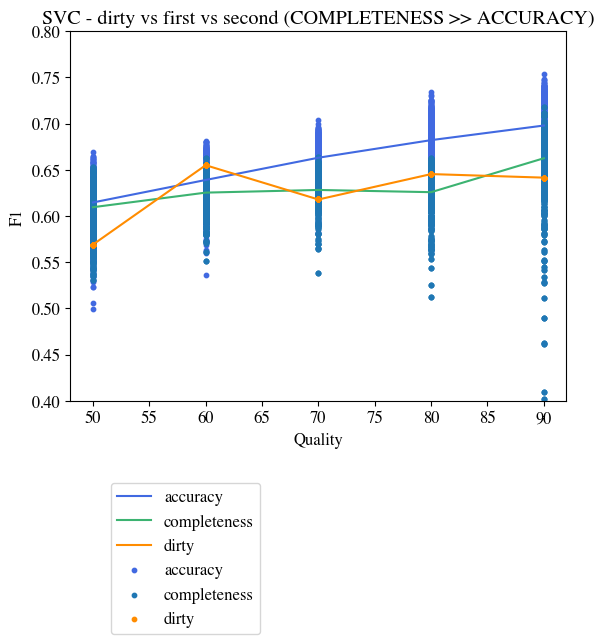 SVC - dirty vs first vs second (COMPLETENESS >> ACCURACY)
0.80
0.75
0.70
0.65
0.60
0.55
0.50
0.45
0.40
F1
50 55 60 65 70 75 80 85 90
Quality
accuracy
completeness
dirty
accuracy
completeness
dirty